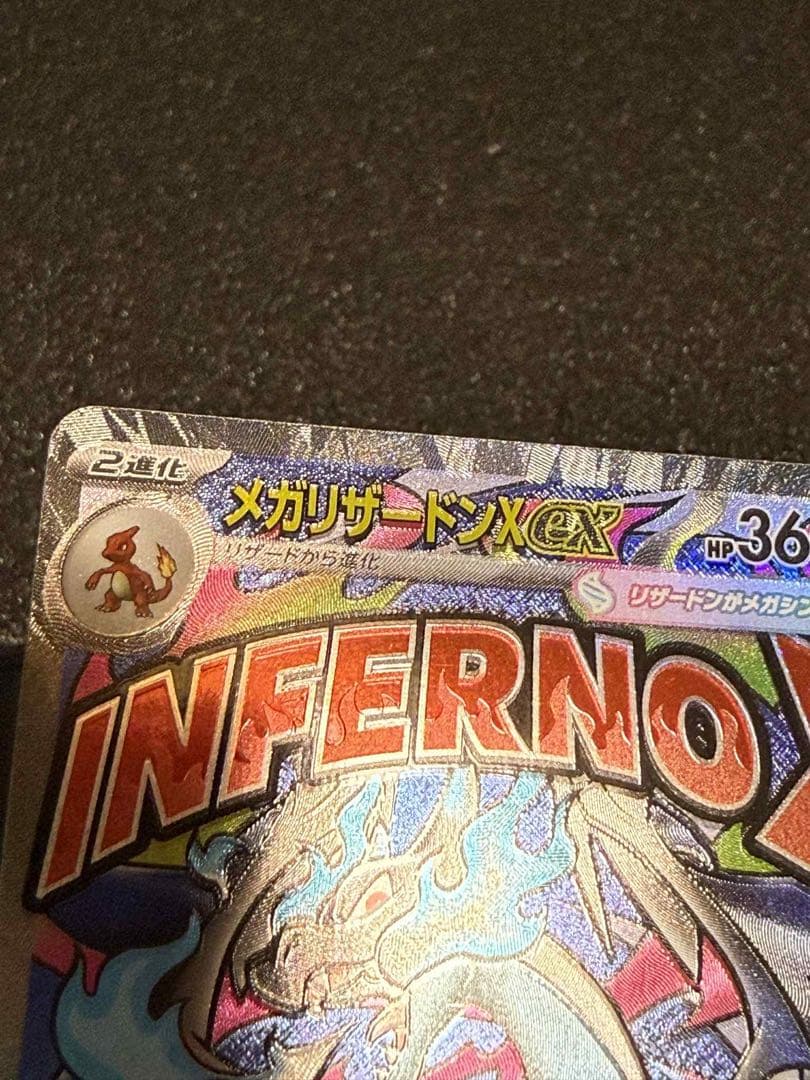 2進化
メガリザードンXex
HP36
リザードから進化
リザードンがメガシ
INFERNO X